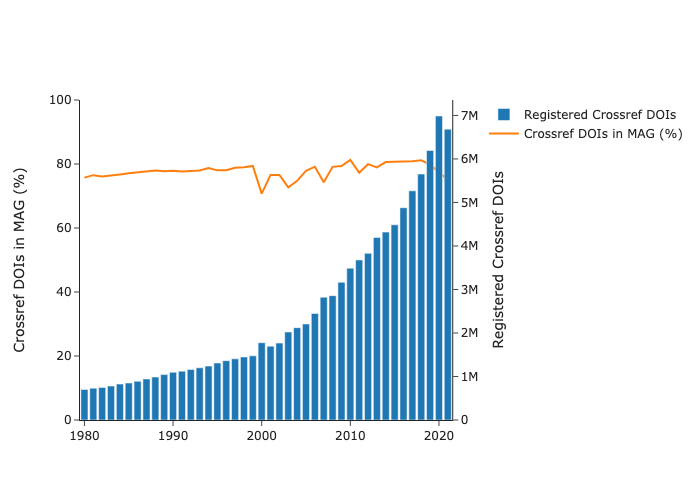 Registered Crossref DOIs
Crossref DOIs in MAG (%)
Crossref DOIs in MAG (%)
100
80
60
40
20
0
7M
6M
5M
4M
3M
2M
1M
0
Registered Crossref DOIs
1980
1990
2000
2010
2020